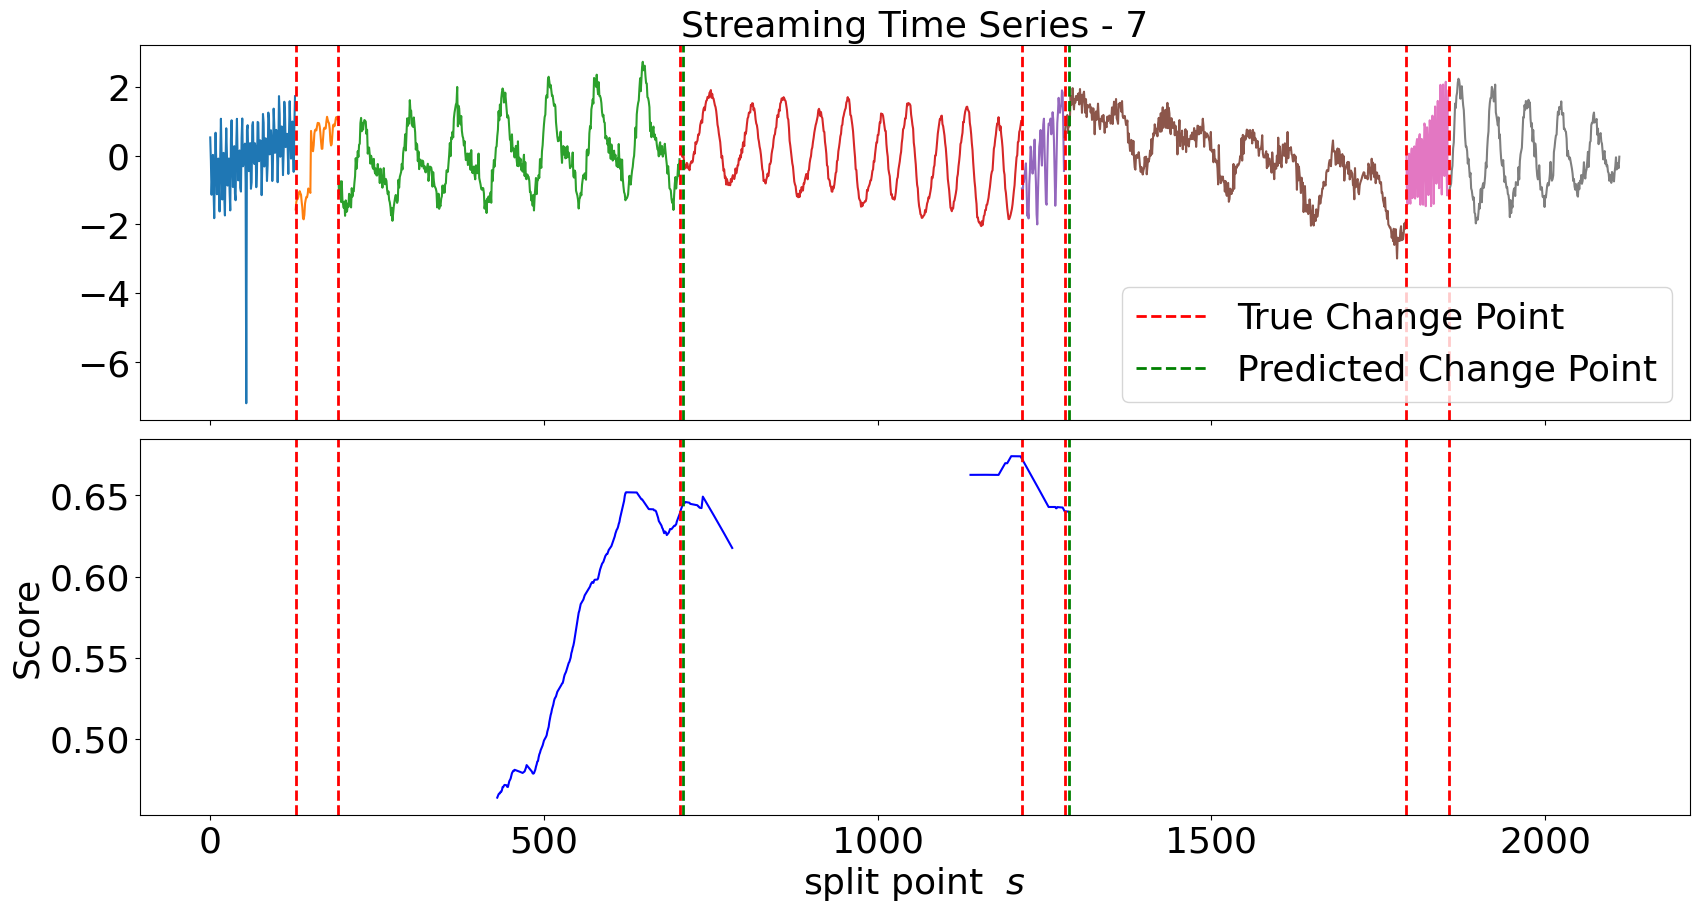 Streaming Time Series - 7
2
0
−2
−4
−6
True Change Point
Predicted Change Point
Score
0.65
0.60
0.55
0.50
0
500
1000
1500
2000
split point s